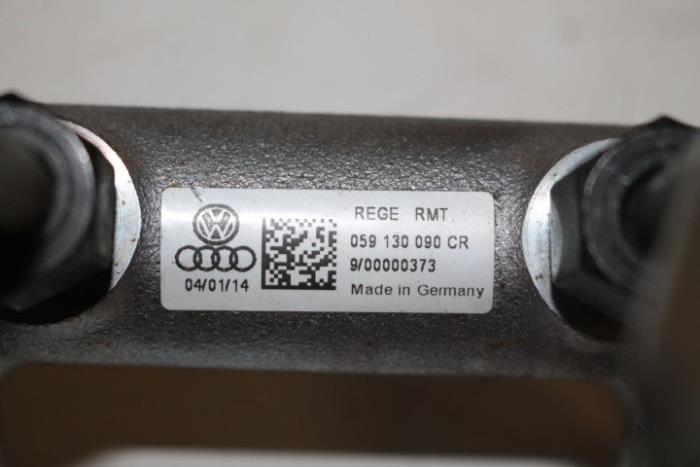 REGE RMT.
059 130 090 CR
9/00000373
Made in Germany
04/01/14